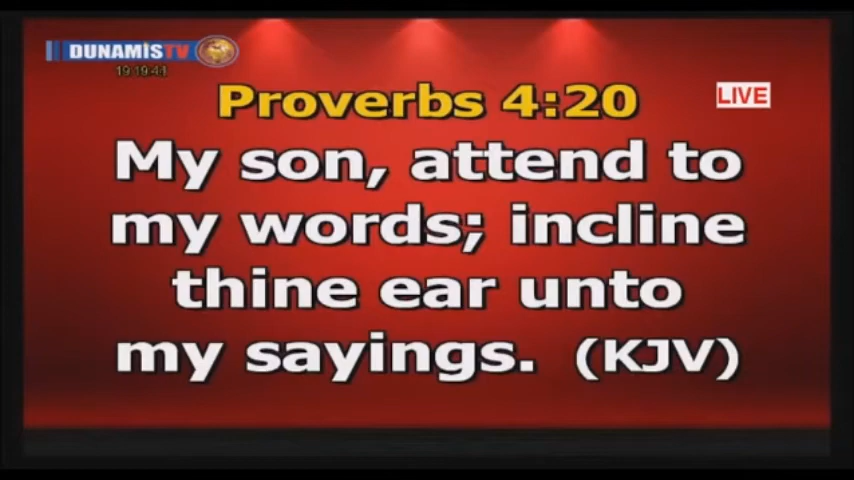 DUNAMIS TV
19:19:41
LIVE
Proverbs 4:20
My son, attend to
my words; incline
thine ear unto
my sayings. (KJV)